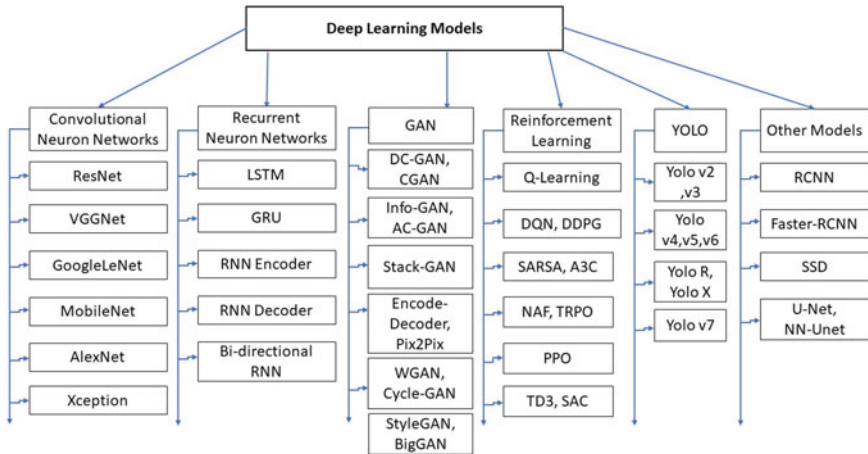 Deep Learning Models
Convolutional
Neuron Networks
ResNet
VGGNet
GoogleLeNet
MobileNet
AlexNet
Xception
Recurrent
Neuron Networks
LSTM
GRU
RNN Encoder
RNN Decoder
Bi-directional
RNN
GAN
DC-GAN,
CGAN
Info-GAN,
AC-GAN
Stack-GAN
Encode-
Decoder,
Pix2Pix
WGAN,
Cycle-GAN
StyleGAN,
BigGAN
Reinforcement
Learning
Q-Learning
DQN, DDPG
SARSA, A3C
NAF, TRPO
PPO
TD3, SAC
YOLO
Yolo v2
,v3
Yolo
v4,v5,v6
Yolo R,
Yolo X
Yolo v7
Other Models
RCNN
Faster-RCNN
SSD
U-Net,
NN-Unet